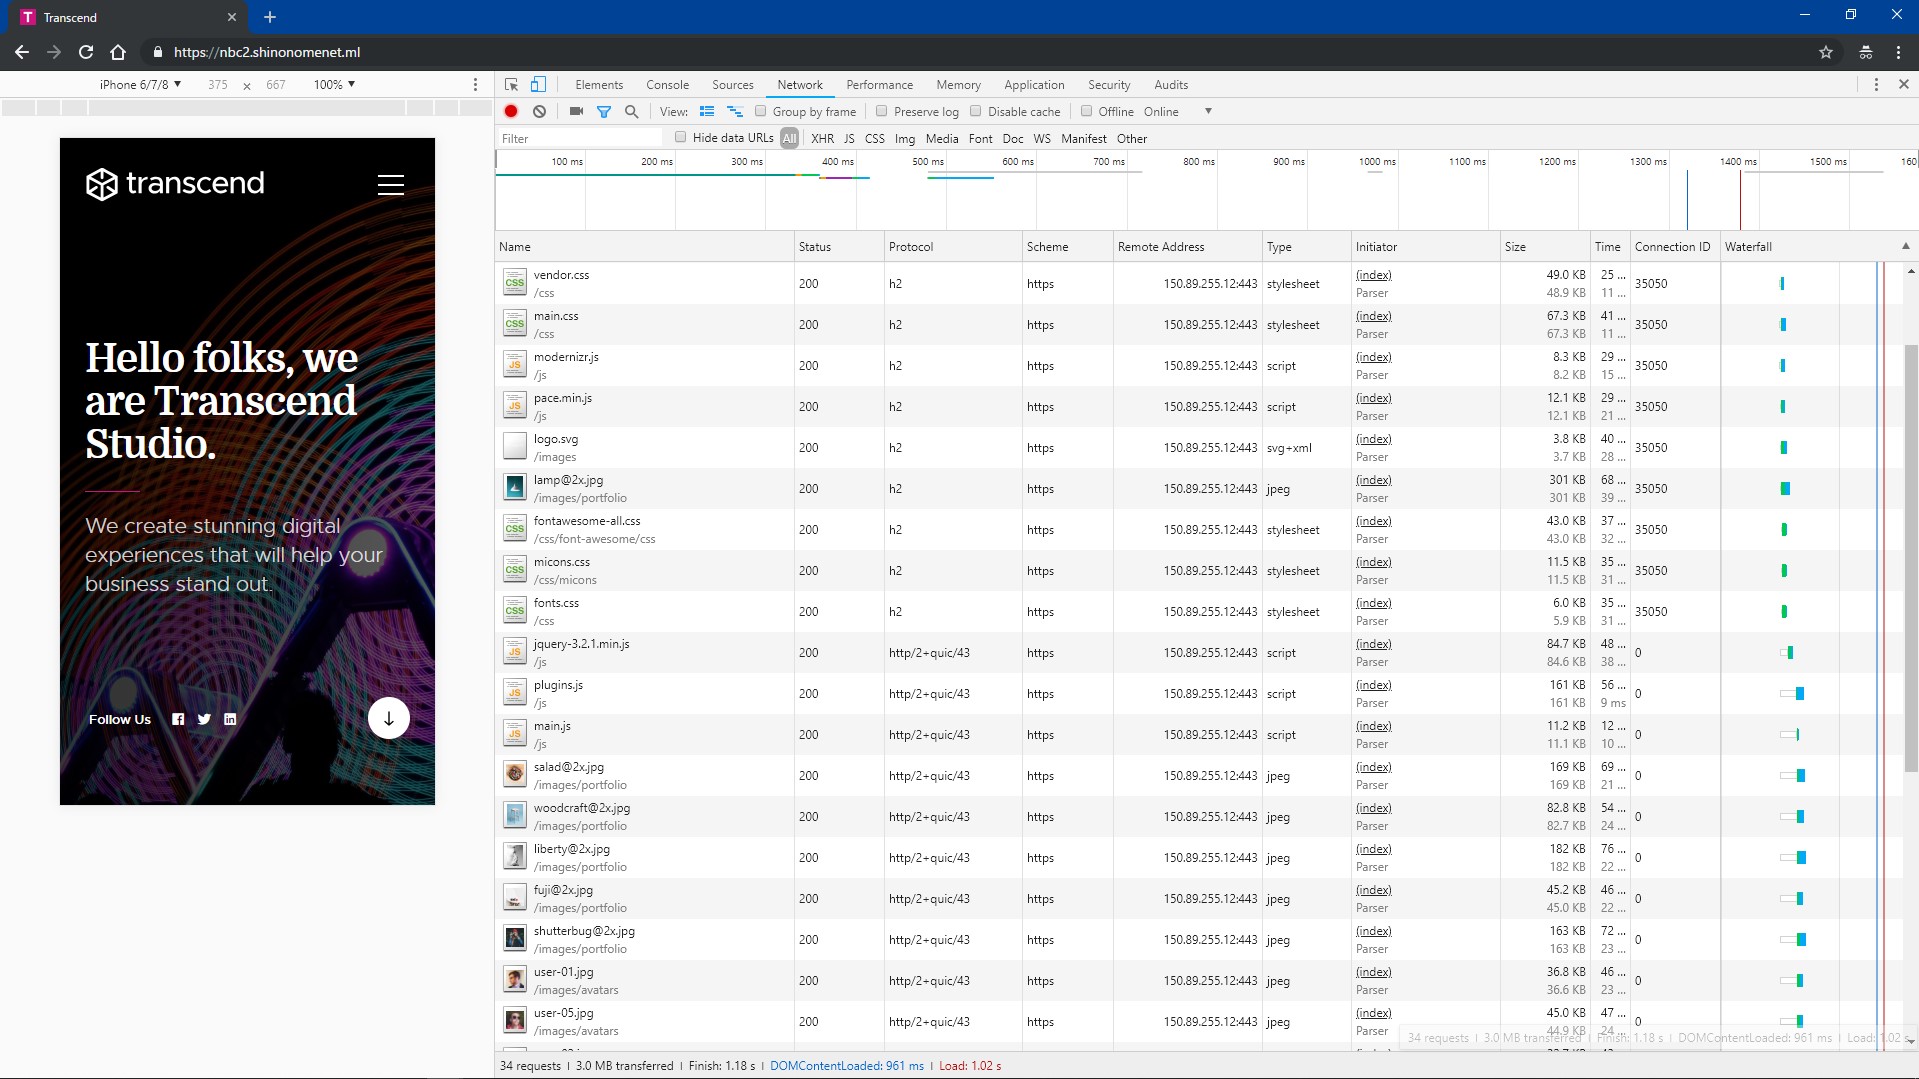 Transcend
https://nbc2.shinonomenet.ml
iPhone 6/7/8 ▼ 375 × 667 100% ▼
transcend
Hello folks, we
are Transcend
Studio.
We create stunning digital
experiences that will help your
business stand out.
Follow Us
Elements Console Sources Network Performance Memory Application Security Audits
View: Group by frame Preserve log Disable cache Offline Online ▼
Filter Hide data URLs All XHR JS CSS Img Media Font Doc WS Manifest Other
100 ms 200 ms 300 ms 400 ms 500 ms 600 ms 700 ms 800 ms 900 ms 1000 ms 1100 ms 1200 ms 1300 ms 1400 ms 1500 ms 160
Name Status Protocol Scheme Remote Address Type Initiator Size Time Connection ID Waterfall
vendor.css 200 h2 https 150.89.255.12:443 stylesheet (index) 49.0 KB 25 ... 35050
/css Parser 48.9 KB 11 ...
main.css 200 h2 https 150.89.255.12:443 stylesheet (index) 67.3 KB 41 ... 35050
/css Parser 67.3 KB 11 ...
modernizr.js 200 h2 https 150.89.255.12:443 script (index) 8.3 KB 29 ... 35050
/js Parser 8.2 KB 15 ...
pace.min.js 200 h2 https 150.89.255.12:443 script (index) 12.1 KB 29 ... 35050
/js Parser 12.1 KB 21 ...
logo.svg 200 h2 https 150.89.255.12:443 svg+xml (index) 3.8 KB 40 ... 35050
/images Parser 3.7 KB 28 ...
lamp@2x.jpg 200 h2 https 150.89.255.12:443 jpeg (index) 301 KB 68 ... 35050
/images/portfolio Parser 301 KB 39 ...
fontawesome-all.css 200 h2 https 150.89.255.12:443 stylesheet (index) 43.0 KB 37 ... 35050
/css/font-awesome/css Parser 43.0 KB 32 ...
micons.css 200 h2 https 150.89.255.12:443 stylesheet (index) 11.5 KB 35 ... 35050
/css/micons Parser 11.5 KB 31 ...
fonts.css 200 h2 https 150.89.255.12:443 stylesheet (index) 6.0 KB 35 ... 35050
/css Parser 5.9 KB 31 ...
jquery-3.2.1.min.js 200 http/2+quic/43 https 150.89.255.12:443 script (index) 84.7 KB 48 ... 0
/js Parser 84.6 KB 38 ...
plugins.js 200 http/2+quic/43 https 150.89.255.12:443 script (index) 161 KB 56 ... 0
/js Parser 161 KB 9 ms
main.js 200 http/2+quic/43 https 150.89.255.12:443 script (index) 11.2 KB 12 ... 0
/js Parser 11.1 KB 10 ...
salad@2x.jpg 200 http/2+quic/43 https 150.89.255.12:443 jpeg (index) 169 KB 69 ... 0
/images/portfolio Parser 169 KB 21 ...
woodcraft@2x.jpg 200 http/2+quic/43 https 150.89.255.12:443 jpeg (index) 82.8 KB 54 ... 0
/images/portfolio Parser 82.7 KB 24 ...
liberty@2x.jpg 200 http/2+quic/43 https 150.89.255.12:443 jpeg (index) 182 KB 76 ... 0
/images/portfolio Parser 182 KB 22 ...
fuji@2x.jpg 200 http/2+quic/43 https 150.89.255.12:443 jpeg (index) 45.2 KB 46 ... 0
/images/portfolio Parser 45.0 KB 22 ...
shutterbug@2x.jpg 200 http/2+quic/43 https 150.89.255.12:443 jpeg (index) 163 KB 72 ... 0
/images/portfolio Parser 163 KB 23 ...
user-01.jpg 200 http/2+quic/43 https 150.89.255.12:443 jpeg (index) 36.8 KB 46 ... 0
/images/avatars Parser 36.6 KB 23 ...
user-05.jpg 200 http/2+quic/43 https 150.89.255.12:443 jpeg (index) 45.0 KB 47 ... 0
/images/avatars Parser 44.9 KB 24 ...
34 requests | 3.0 MB transferred | Finish: 1.18 s | DOMContentLoaded: 961 ms | Load: 1.02 s
34 requests | 3.0 MB transferred | Finish: 1.18 s | DOMContentLoaded: 961 ms | Load: 1.02 s